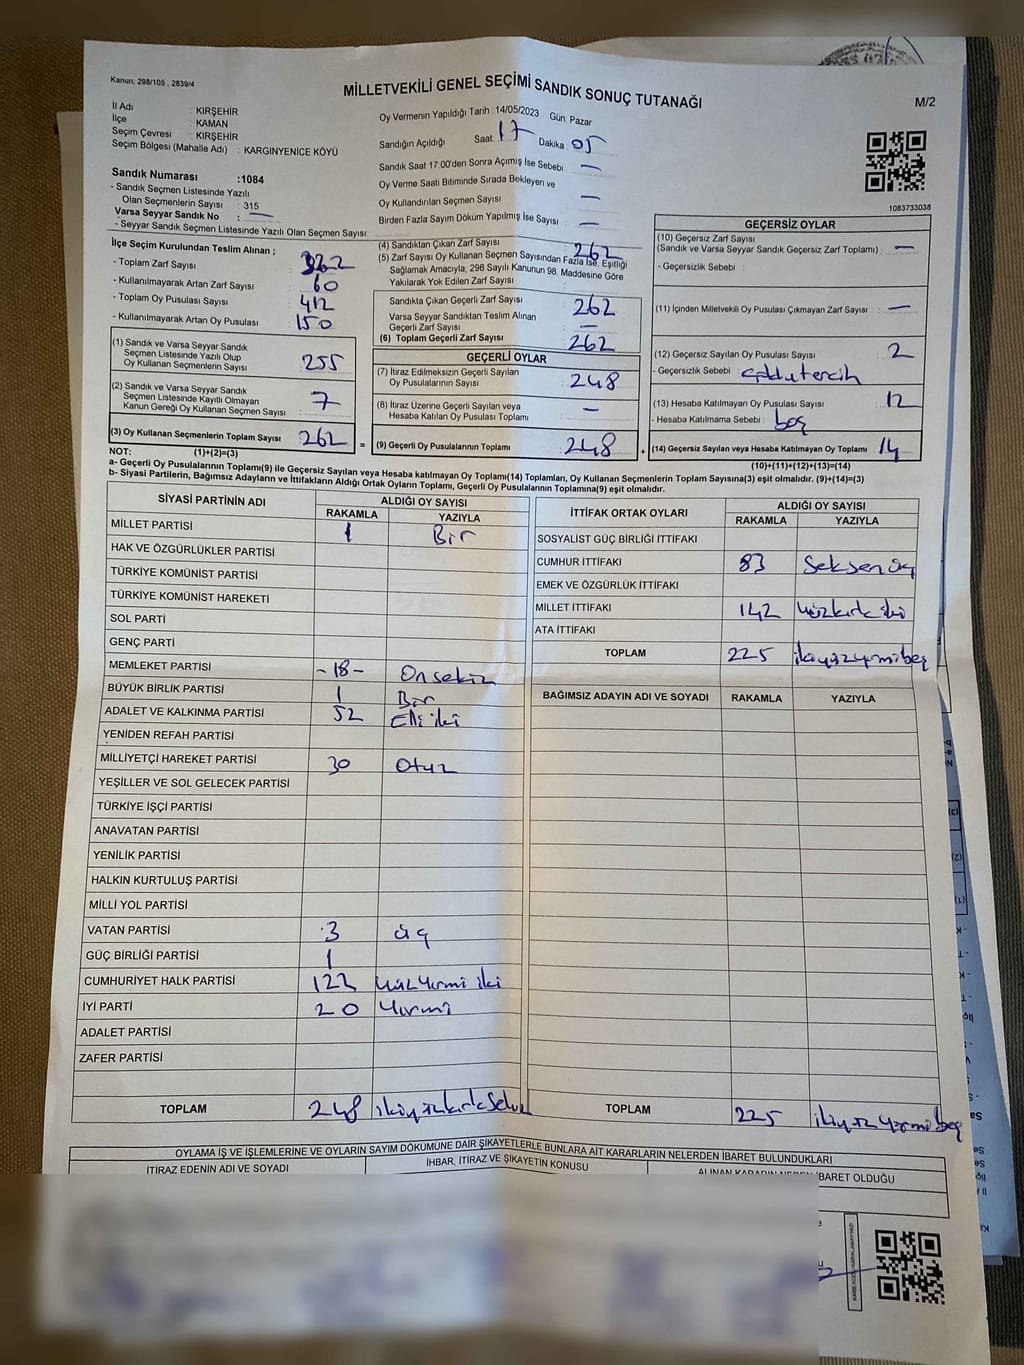 Kanun, 298/105 , 2839/4
MİLLETVEKİLİ GENEL SEÇİMİ SANDIK SONUÇ TUTANAĞI
M/2
İl Adı : KIRŞEHİR
İlçe : KAMAN
Seçim Çevresi : KIRŞEHİR
Seçim Bölgesi (Mahalle Adı) : KARGINYENİCE KÖYÜ
Sandık Numarası :1084
- Sandık Seçmen Listesinde Yazılı
Olan Seçmenlerin Sayısı : 315
Varsa Seyyar Sandık No : —
- Seyyar Sandık Seçmen Listesinde Yazılı Olan Seçmen Sayısı:
Oy Vermenin Yapıldığı Tarih : 14/05/2023 Gün: Pazar
Sandığın Açıldığı Saat : 17 Dakika : 05
Sandık Saat 17.00'den Sonra Açımış İse Sebebi : —
Oy Verme Saati Bitiminde Sırada Bekleyen ve
Oy Kullandırılan Seçmen Sayısı : —
Birden Fazla Sayım Döküm Yapılmış İse Sayısı : —
1083733038
İlçe Seçim Kurulundan Teslim Alınan ;
- Toplam Zarf Sayısı : 322
- Kullanılmayarak Artan Zarf Sayısı : 60
- Toplam Oy Pusulası Sayısı : 412
- Kullanılmayarak Artan Oy Pusulası : 150
(1) Sandık ve Varsa Seyyar Sandık
Seçmen Listesinde Yazılı Olup
Oy Kullanan Seçmenlerin Sayısı : 255
(2) Sandık ve Varsa Seyyar Sandık
Seçmen Listesinde Kayıtlı Olmayan
Kanun Gereği Oy Kullanan Seçmen Sayısı : 7
(3) Oy Kullanan Seçmenlerin Toplam Sayısı : 262
(4) Sandıktan Çıkan Zarf Sayısı : 262
(5) Zarf Sayısı Oy Kullanan Seçmen Sayısından Fazla İse, Eşitliği
Sağlamak Amacıyla, 298 Sayılı Kanunun 98. Maddesine Göre
Yakılarak Yok Edilen Zarf Sayısı :
Sandıkta Çıkan Geçerli Zarf Sayısı : 262
Varsa Seyyar Sandıktan Teslim Alınan
Geçerli Zarf Sayısı : —
(6) Toplam Geçerli Zarf Sayısı : 262
GEÇERLİ OYLAR
(7) İtiraz Edilmeksizin Geçerli Sayılan
Oy Pusulalarının Sayısı : 248
(8) İtiraz Üzerine Geçerli Sayılan veya
Hesaba Katılan Oy Pusulası Toplamı : —
= (9) Geçerli Oy Pusulalarının Toplamı : 248
GEÇERSİZ OYLAR
(10) Geçersiz Zarf Sayısı
(Sandık ve Varsa Seyyar Sandık Geçersiz Zarf Toplamı) : —
- Geçersizlik Sebebi
(11) İçinden Milletvekili Oy Pusulası Çıkmayan Zarf Sayısı : —
(12) Geçersiz Sayılan Oy Pusulası Sayısı : 2
- Geçersizlik Sebebi : tercih
(13) Hesaba Katılmayan Oy Pusulası Sayısı : 12
- Hesaba Katılmama Sebebi : boş
+ (14) Geçersiz Sayılan veya Hesaba Katılmayan Oy Toplamı : 14
NOT: (1)+(2)=(3)
(10)+(11)+(12)+(13)=(14)
a- Geçerli Oy Pusulalarının Toplamı(9) ile Geçersiz Sayılan veya Hesaba katılmayan Oy Toplamı(14) Toplamları, Oy Kullanan Seçmenlerin Toplam Sayısına(3) eşit olmalıdır. (9)+(14)=(3)
b- Siyasi Partilerin, Bağımsız Adayların ve İttifakların Aldığı Ortak Oyların Toplamı, Geçerli Oy Pusulalarının Toplamına(9) eşit olmalıdır.
SİYASİ PARTİNİN ADI ALDIĞI OY SAYISI
RAKAMLA YAZIYLA
MİLLET PARTİSİ 1 Bir
HAK VE ÖZGÜRLÜKLER PARTİSİ
TÜRKİYE KOMÜNİST PARTİSİ
TÜRKİYE KOMÜNİST HAREKETİ
SOL PARTİ
GENÇ PARTİ
MEMLEKET PARTİSİ -18- Onsekiz
BÜYÜK BİRLİK PARTİSİ 1 Bir
ADALET VE KALKINMA PARTİSİ 52 Elli iki
YENİDEN REFAH PARTİSİ
MİLLİYETÇİ HAREKET PARTİSİ 30 Otuz
YEŞİLLER VE SOL GELECEK PARTİSİ
TÜRKİYE İŞÇİ PARTİSİ
ANAVATAN PARTİSİ
YENİLİK PARTİSİ
HALKIN KURTULUŞ PARTİSİ
MİLLİ YOL PARTİSİ
VATAN PARTİSİ 3 üç
GÜÇ BİRLİĞİ PARTİSİ 1
CUMHURİYET HALK PARTİSİ 122 yüz yirmi iki
İYİ PARTİ 20 Yirmi
ADALET PARTİSİ
ZAFER PARTİSİ
TOPLAM 248 ikiyüzkırksekiz
İTTİFAK ORTAK OYLARI ALDIĞI OY SAYISI
RAKAMLA YAZIYLA
SOSYALİST GÜÇ BİRLİĞİ İTTİFAKI
CUMHUR İTTİFAKI 83 Seksen üç
EMEK VE ÖZGÜRLÜK İTTİFAKI
MİLLET İTTİFAKI 142 Yüzkırk iki
ATA İTTİFAKI
TOPLAM 225 ikiyüzyirmibeş
BAĞIMSIZ ADAYIN ADI VE SOYADI RAKAMLA YAZIYLA
TOPLAM 225 ikiyüzyirmibeş
OYLAMA İŞ VE İŞLEMLERİNE VE OYLARIN SAYIM DÖKÜMÜNE DAİR ŞİKAYETLERLE BUNLARA AİT KARARLARIN NELERDEN İBARET BULUNDUKLARI
İTİRAZ EDENİN ADI VE SOYADI İHBAR, İTİRAZ VE ŞİKAYETİN KONUSU ALINAN KARARIN NEDEN İBARET OLDUĞU